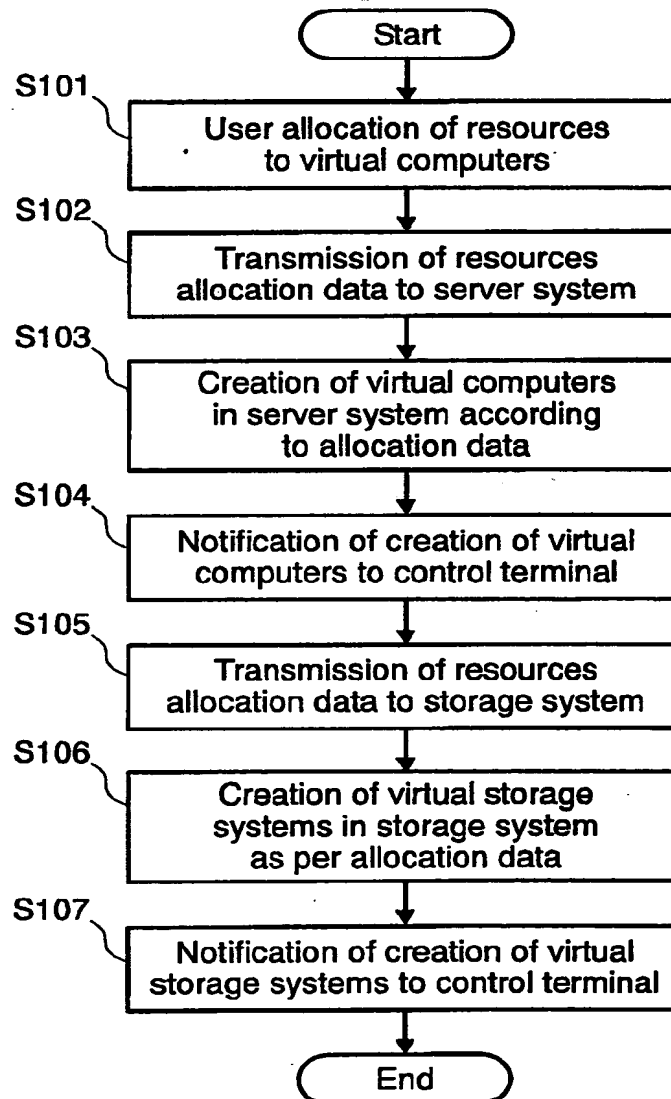 Start
S101
User allocation of resources
to virtual computers
S102
Transmission of resources
allocation data to server system
S103
Creation of virtual computers
in server system according
to allocation data
S104
Notification of creation of virtual
computers to control terminal
S105
Transmission of resources
allocation data to storage system
S106
Creation of virtual storage
systems in storage system
as per allocation data
S107
Notification of creation of virtual
storage systems to control terminal
End